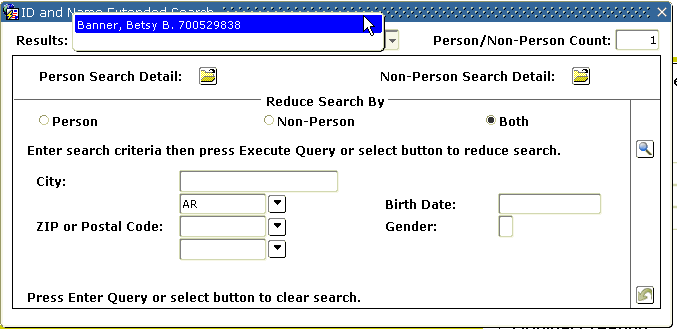 ID and Name Extended Search
Banner, Betsy B. 700529838
Results:
Person/Non-Person Count: 1
Person Search Detail:
Non-Person Search Detail:
Reduce Search By
Person
Non-Person
Both
Enter search criteria then press Execute Query or select button to reduce search.
City:
AR
Birth Date:
ZIP or Postal Code:
Gender:
Press Enter Query or select button to clear search.